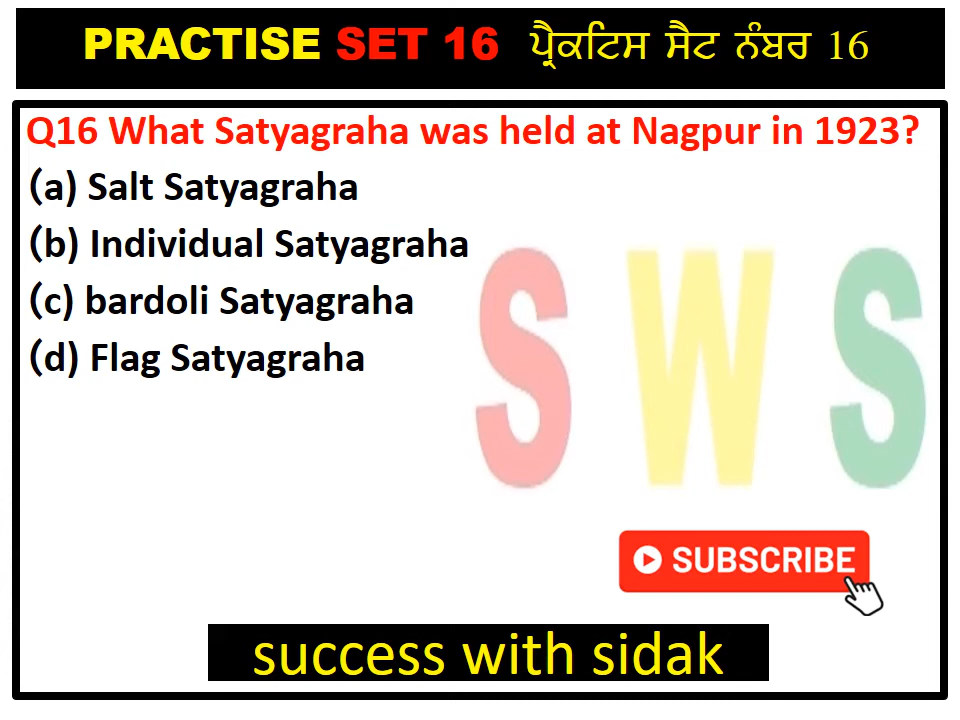 PRACTISE SET 16 ਪ੍ਰੈਕਟਿਸ ਸੈਟ ਨੰਬਰ 16
Q16 What Satyagraha was held at Nagpur in 1923?
(a) Salt Satyagraha
(b) Individual Satyagraha
(c) bardoli Satyagraha
(d) Flag Satyagraha
SWS
SUBSCRIBE
success with sidak